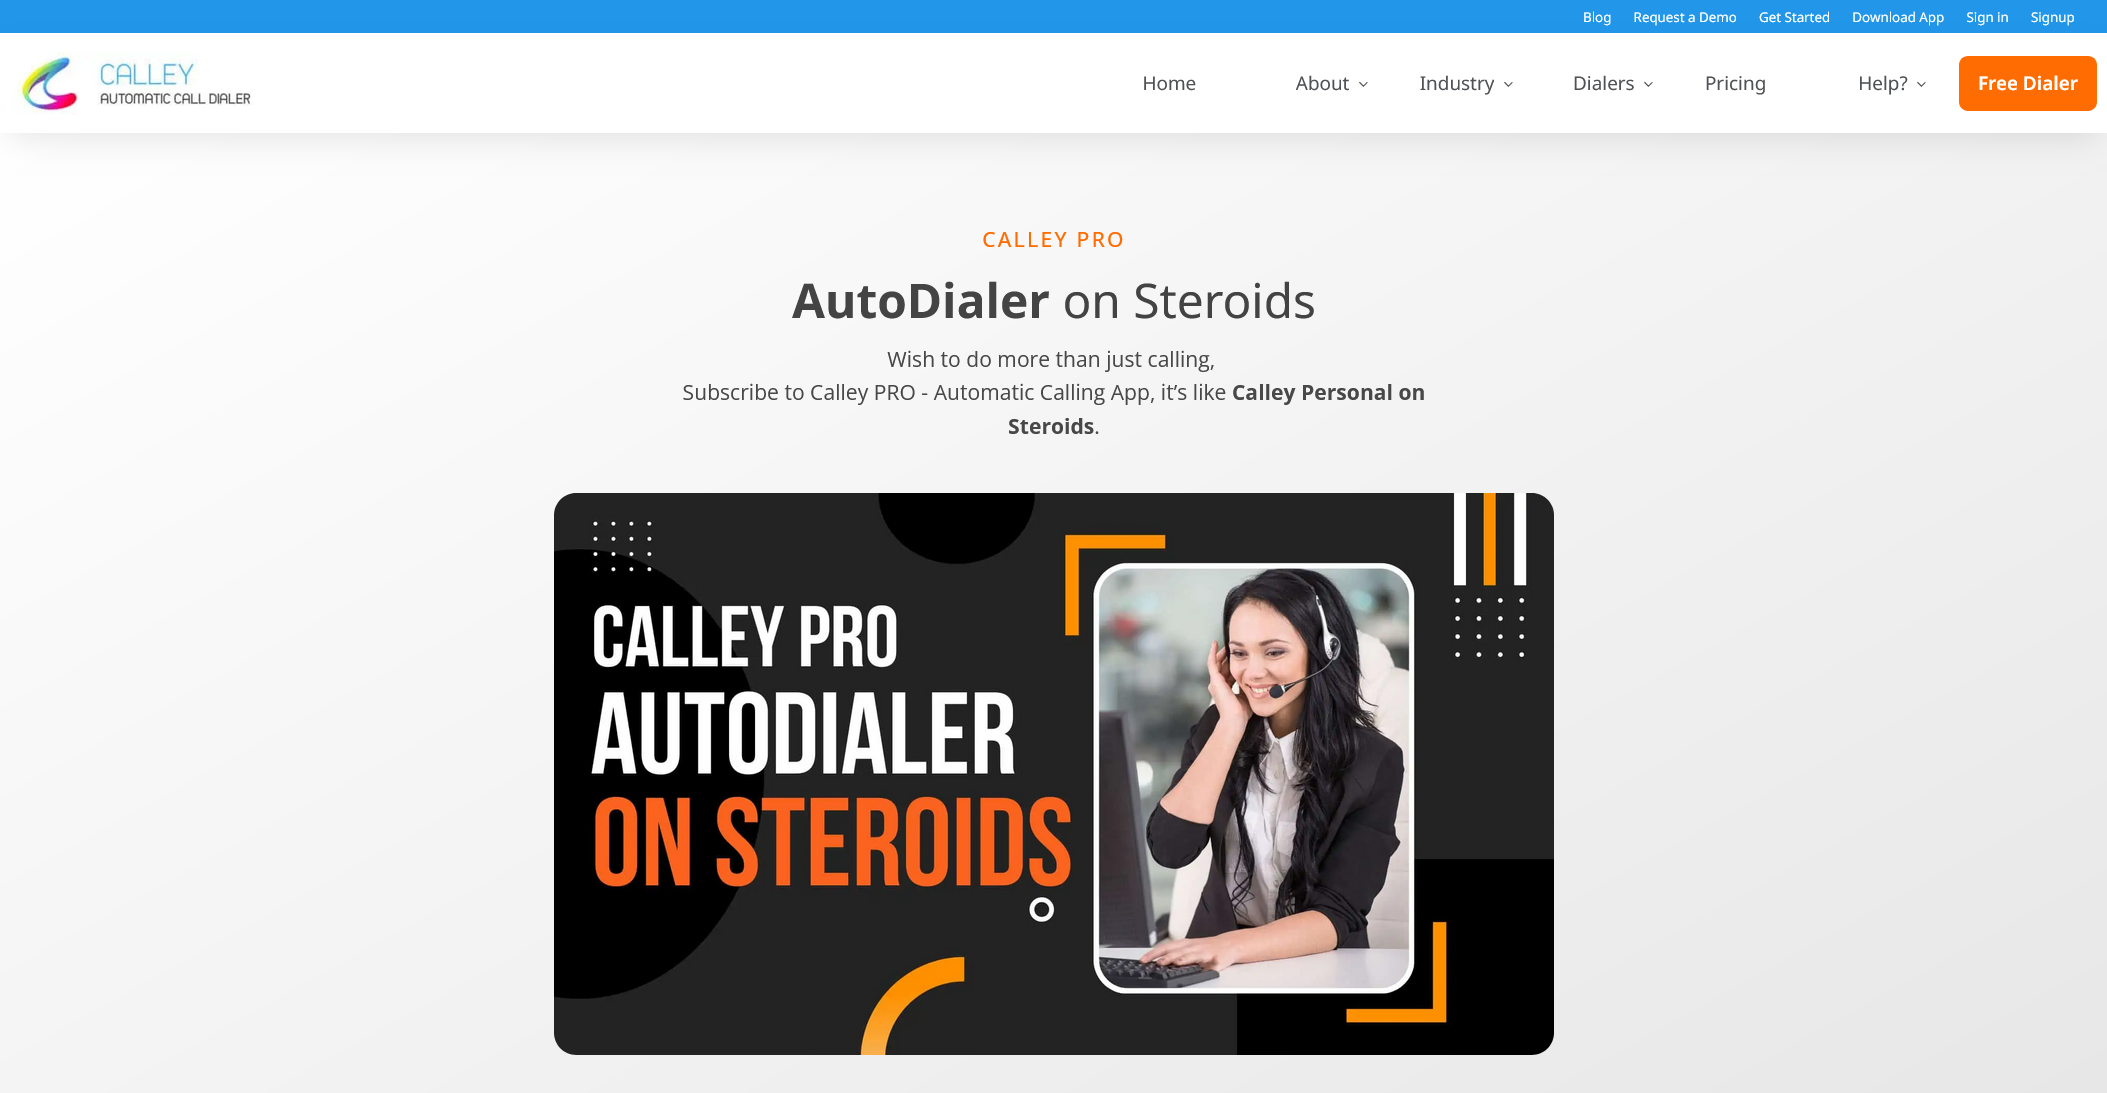 Blog Request a Demo Get Started Download App Sign in Signup
CALLEY
AUTOMATIC CALL DIALER
Home About Industry Dialers Pricing Help? Free Dialer
CALLEY PRO
AutoDialer on Steroids
Wish to do more than just calling,
Subscribe to Calley PRO - Automatic Calling App, it’s like Calley Personal on
Steroids.
CALLEY PRO
AUTODIALER
ON STEROIDS